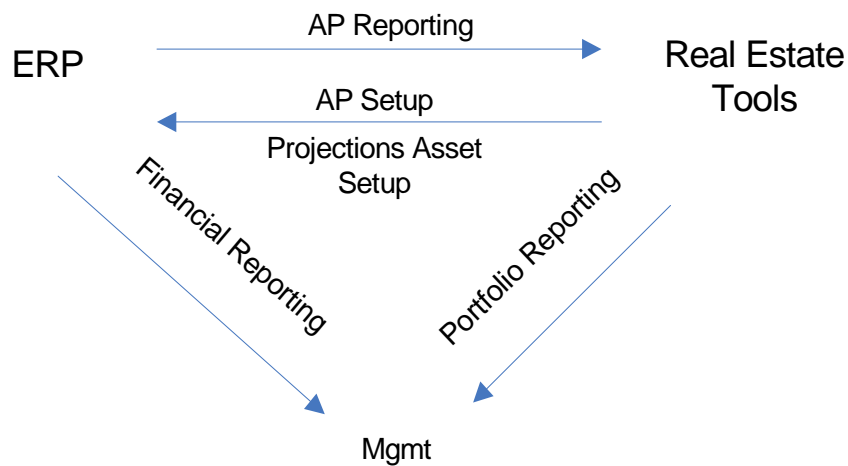 AP Reporting
ERP
Real Estate
Tools
AP Setup
Projections Asset
Setup
Financial Reporting
Portfolio Reporting
Mgmt